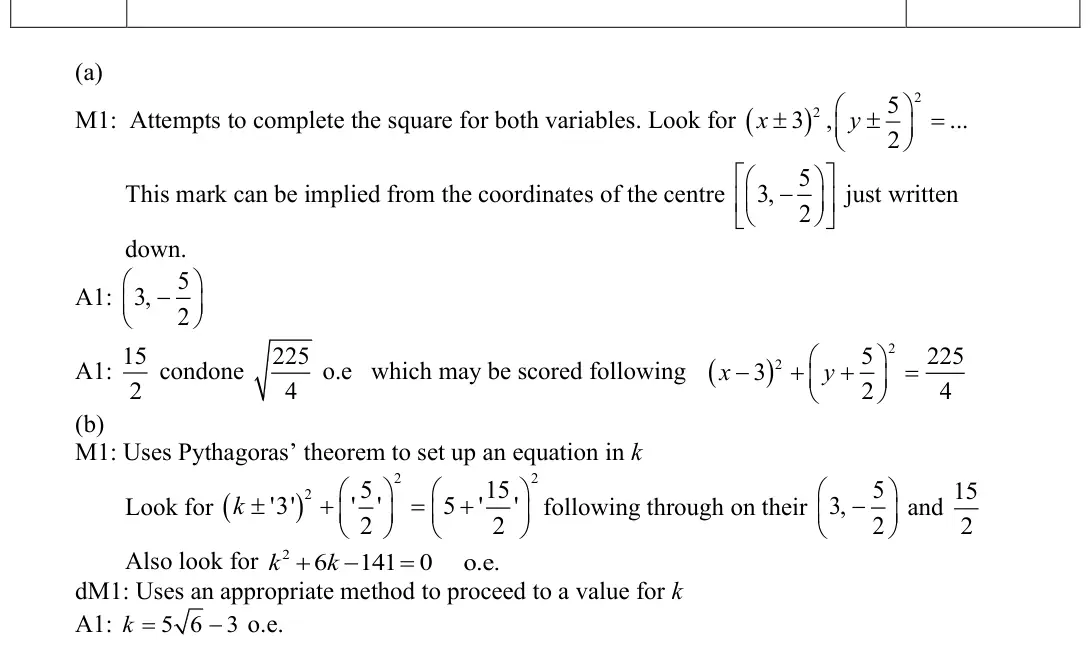 (a)
M1: Attempts to complete the square for both variables. Look for (x ± 3)², (y ± 5/2)² = ...
This mark can be implied from the coordinates of the centre [(3, −5/2)] just written
down.
A1: (3, −5/2)
A1: 15/2 condone √(225/4) o.e which may be scored following (x − 3)² + (y + 5/2)² = 225/4
(b)
M1: Uses Pythagoras’ theorem to set up an equation in k
Look for (k ± '3')² + ('5/2')² = (5 + '15/2')² following through on their (3, −5/2) and 15/2
Also look for k² + 6k − 141 = 0 o.e.
dM1: Uses an appropriate method to proceed to a value for k
A1: k = 5√6 − 3 o.e.